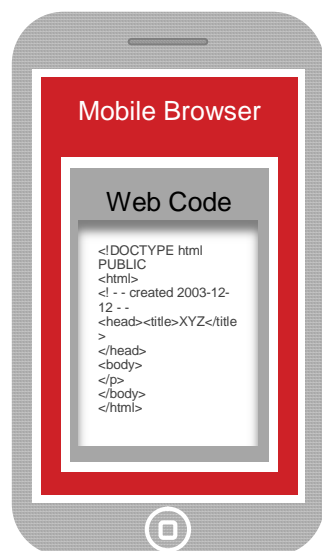 Mobile Browser
Web Code
<!DOCTYPE html
PUBLIC
<html>
<! - - created 2003-12-
12 - -
<head><title>XYZ</title
>
</head>
<body>
</p>
</body>
</html>